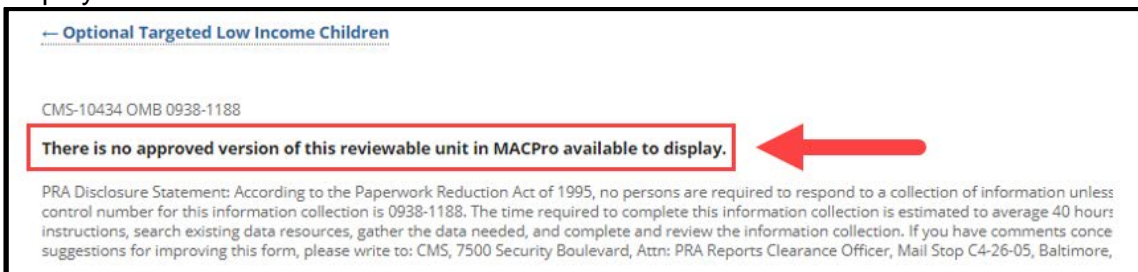 ← Optional Targeted Low Income Children
CMS-10434 OMB 0938-1188
There is no approved version of this reviewable unit in MACPro available to display.
PRA Disclosure Statement: According to the Paperwork Reduction Act of 1995, no persons are required to respond to a collection of information unless
control number for this information collection is 0938-1188. The time required to complete this information collection is estimated to average 40 hours
instructions, search existing data resources, gather the data needed, and complete and review the information collection. If you have comments conce
suggestions for improving this form, please write to: CMS, 7500 Security Boulevard, Attn: PRA Reports Clearance Officer, Mail Stop C4-26-05, Baltimore,